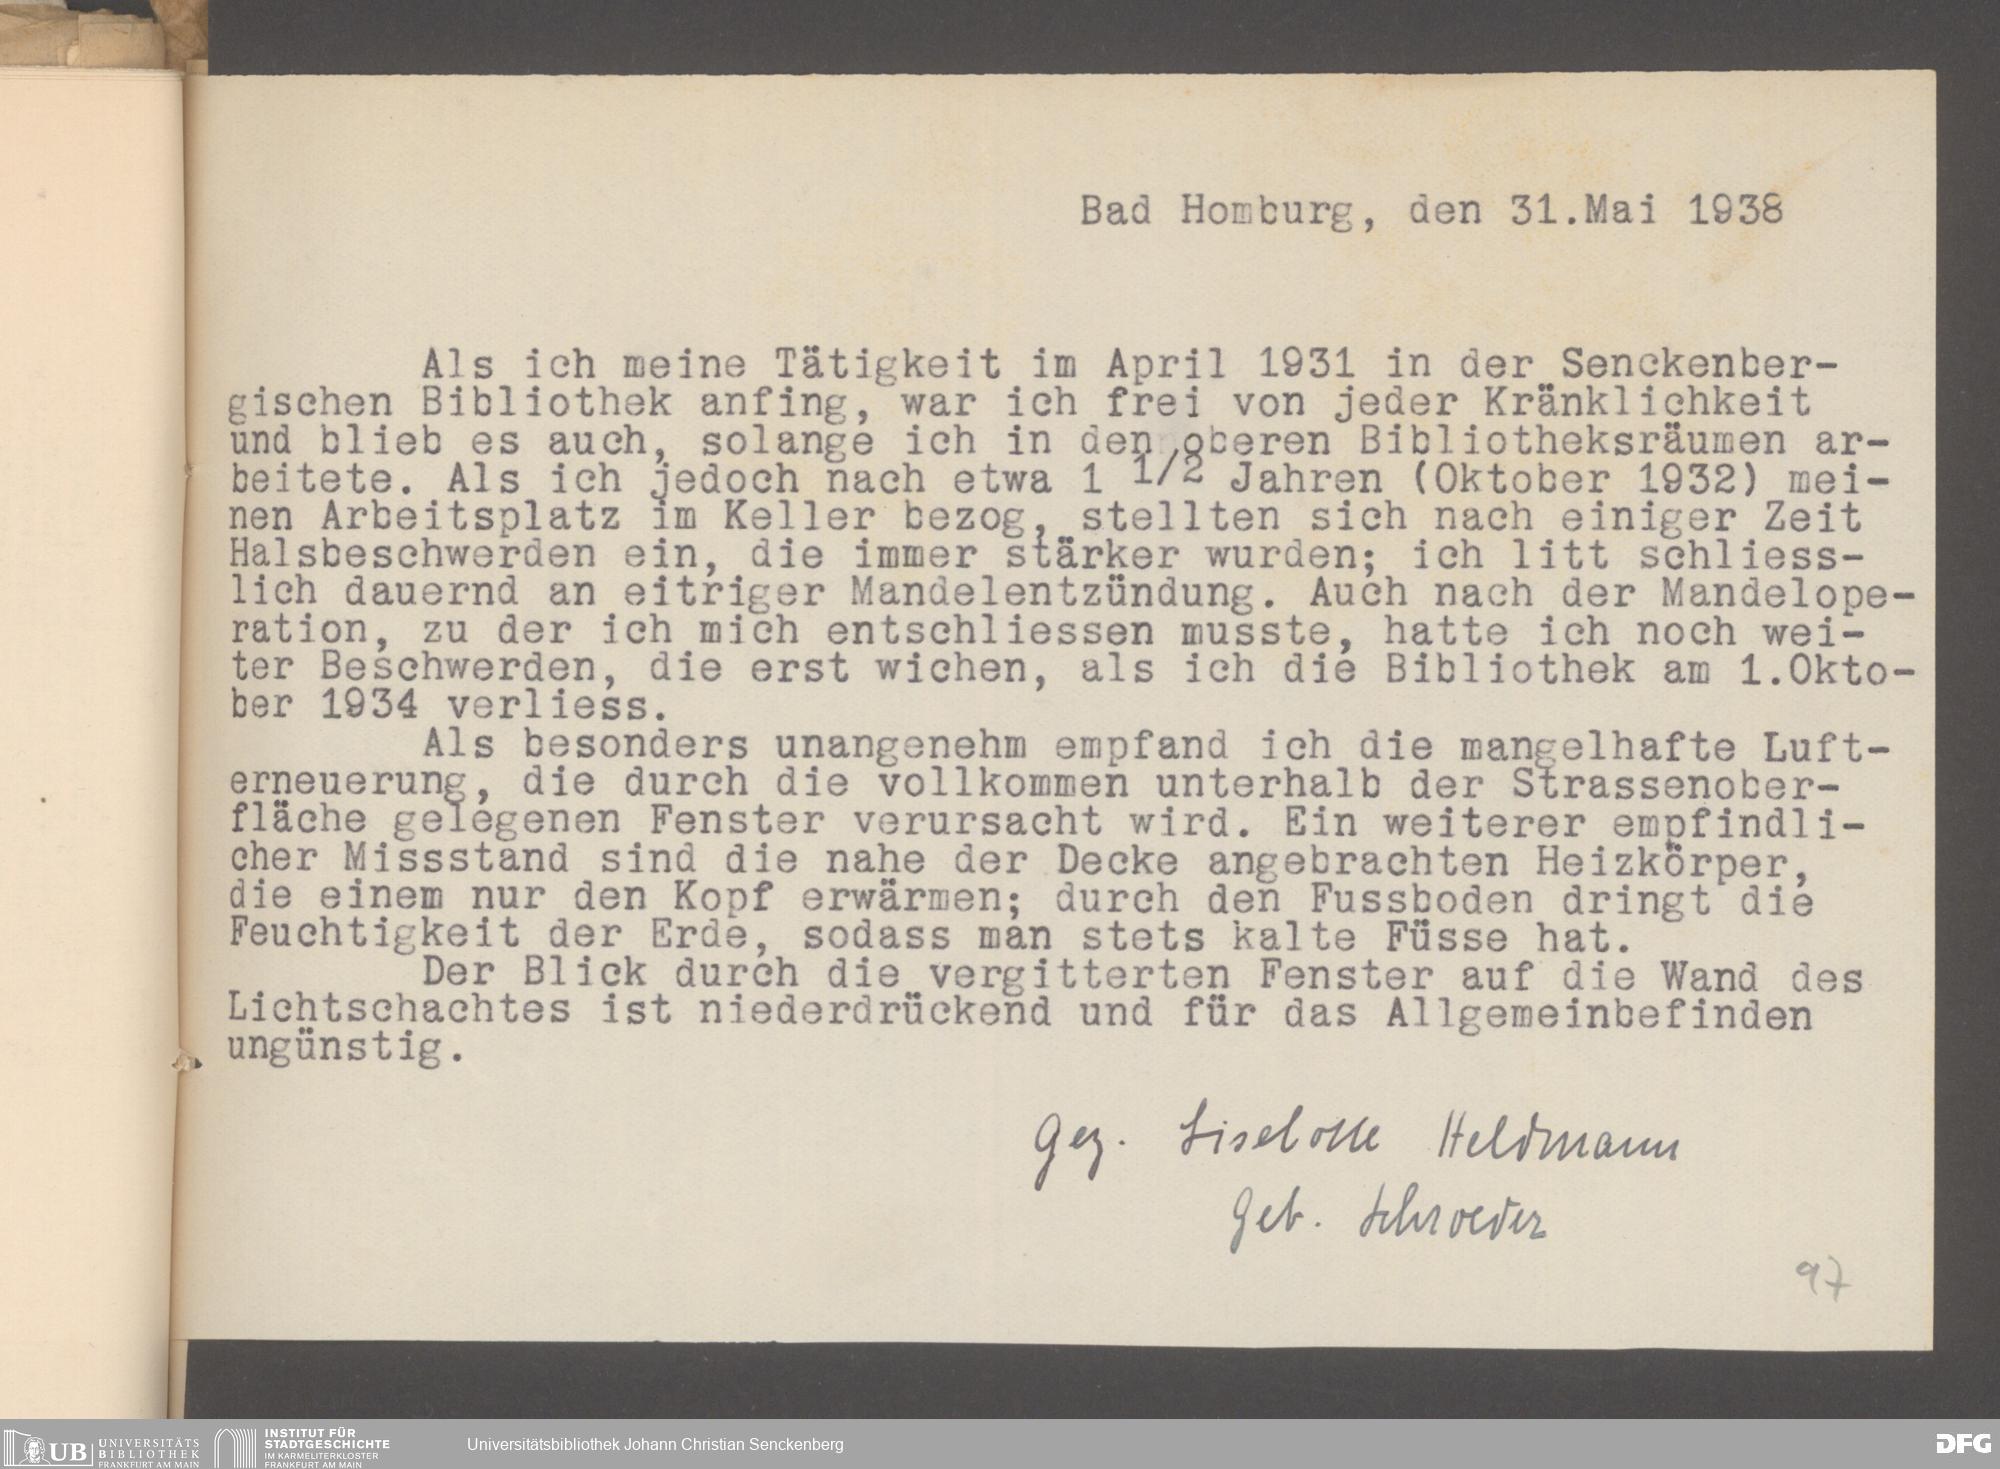 Bad Homburg, den 31.Mai 1938
Als ich meine Tätigkeit im April 1931 in der Senckenber-
gischen Bibliothek anfing, war ich frei von jeder Kränklichkeit
und blieb es auch, solange ich in den oberen Bibliotheksräumen ar-
beitete. Als ich jedoch nach etwa 1 1/2 Jahren (Oktober 1932) mei-
nen Arbeitsplatz im Keller bezog, stellten sich nach einiger Zeit
Halsbeschwerden ein, die immer stärker wurden; ich litt schliess-
lich dauernd an eitriger Mandelentzündung. Auch nach der Mandelope-
ration, zu der ich mich entschliessen musste, hatte ich noch wei-
ter Beschwerden, die erst wichen, als ich die Bibliothek am 1.Okto-
ber 1934 verliess.
Als besonders unangenehm empfand ich die mangelhafte Luft-
erneuerung, die durch die vollkommen unterhalb der Strassenober-
fläche gelegenen Fenster verursacht wird. Ein weiterer empfindli-
cher Missstand sind die nahe der Decke angebrachten Heizkörper,
die einem nur den Kopf erwärmen; durch den Fussboden dringt die
Feuchtigkeit der Erde, sodass man stets kalte Füsse hat.
Der Blick durch die vergitterten Fenster auf die Wand des
Lichtschachtes ist niederdrückend und für das Allgemeinbefinden
ungünstig.
Gez. Liselotte Heldmann
Geb. Schroeder
97
UB UNIVERSITÄTS
BIBLIOTHEK
FRANKFURT AM MAIN
INSTITUT FÜR
STADTGESCHICHTE
IM KARMELITERKLOSTER
FRANKFURT AM MAIN
Universitätsbibliothek Johann Christian Senckenberg
DFG